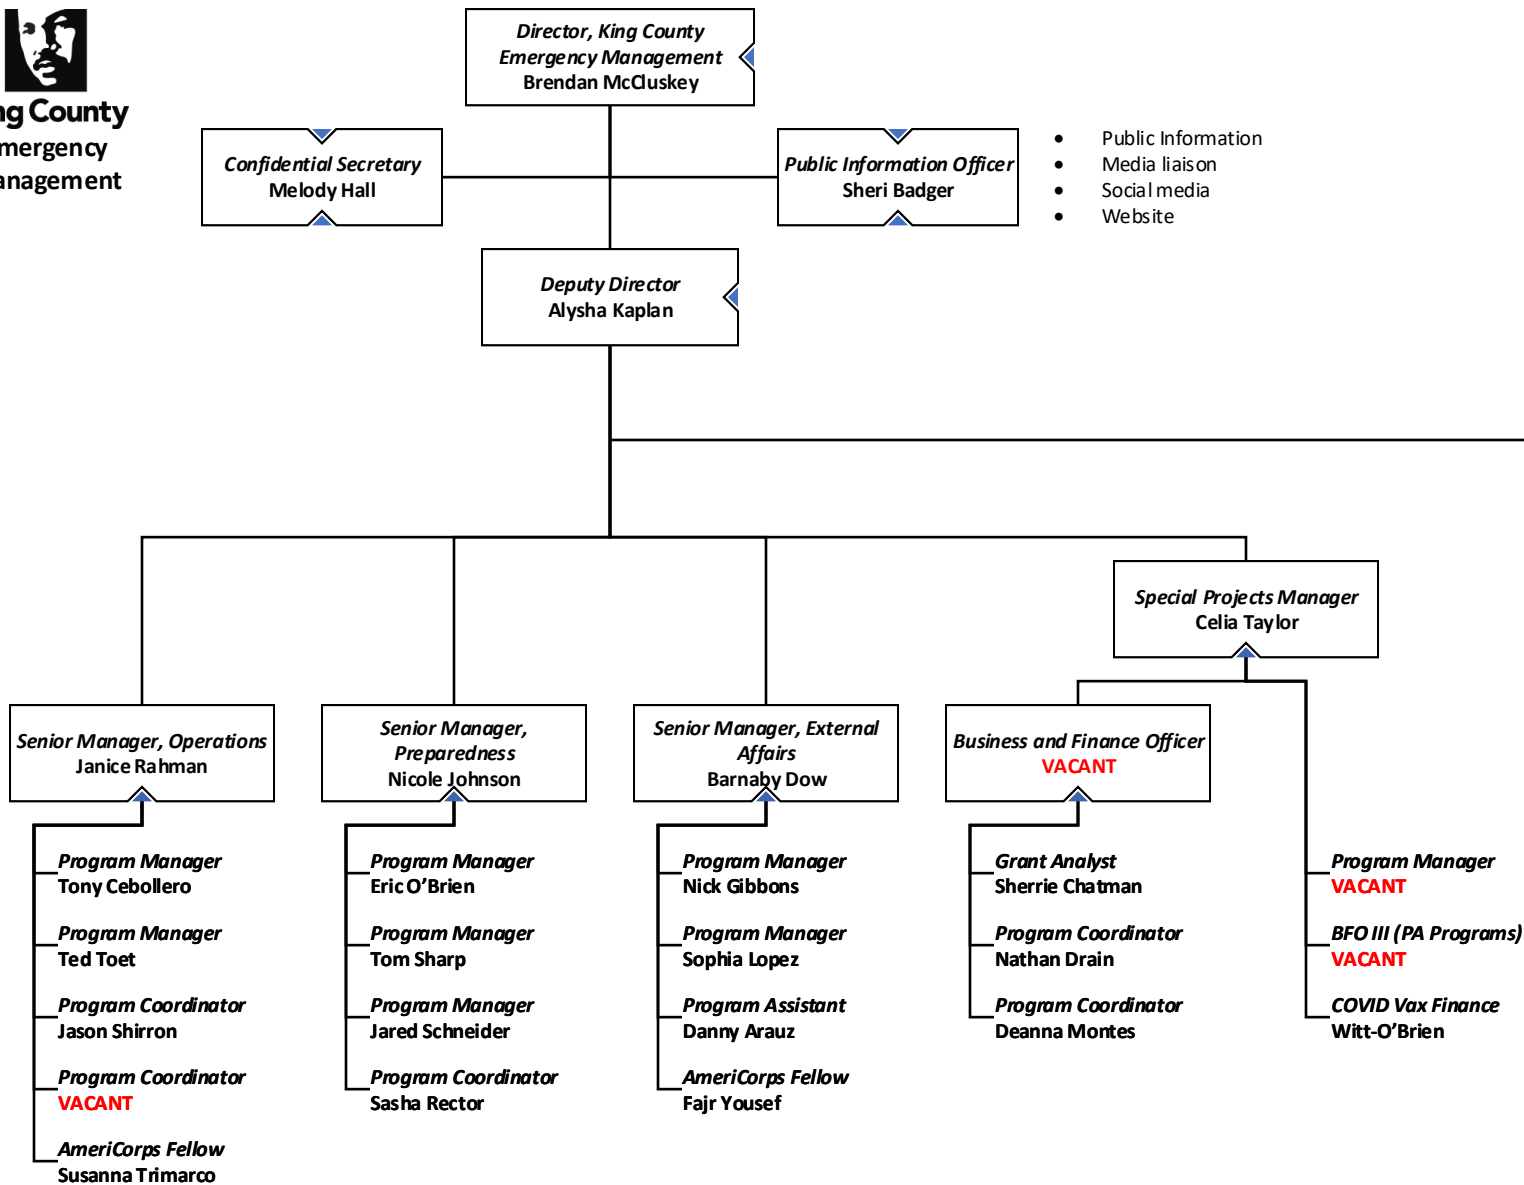 Director, King County
Emergency Management
Brendan McCluskey
ng County
mergency
anagement
Confidential Secretary
Melody Hall
Public Information Officer
Sheri Badger
• Public Information
• Media liaison
• Social media
• Website
Deputy Director
Alysha Kaplan
Special Projects Manager
Celia Taylor
Senior Manager, Operations
Janice Rahman
Senior Manager,
Preparedness
Nicole Johnson
Senior Manager, External
Affairs
Barnaby Dow
Business and Finance Officer
VACANT
Program Manager
Tony Cebollero
Program Manager
Ted Toet
Program Coordinator
Jason Shirron
Program Coordinator
VACANT
AmeriCorps Fellow
Susanna Trimarco
Program Manager
Eric O’Brien
Program Manager
Tom Sharp
Program Manager
Jared Schneider
Program Coordinator
Sasha Rector
Program Manager
Nick Gibbons
Program Manager
Sophia Lopez
Program Assistant
Danny Arauz
AmeriCorps Fellow
Fajr Yousef
Grant Analyst
Sherrie Chatman
Program Coordinator
Nathan Drain
Program Coordinator
Deanna Montes
Program Manager
VACANT
BFO III (PA Programs)
VACANT
COVID Vax Finance
Witt-O’Brien